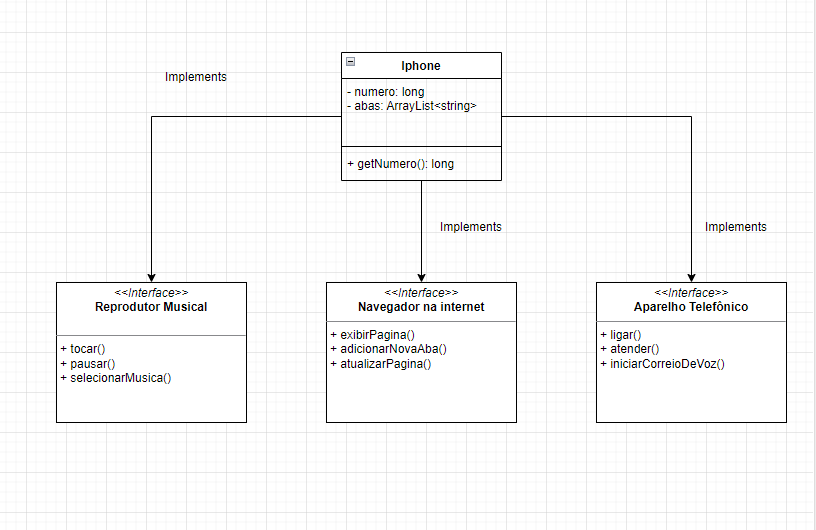 Implements
Iphone
- numero: long
- abas: ArrayList<string>
+ getNumero(): long
Implements
Implements
<<Interface>>
Reprodutor Musical
+ tocar()
+ pausar()
+ selecionarMusica()
<<Interface>>
Navegador na internet
+ exibirPagina()
+ adicionarNovaAba()
+ atualizarPagina()
<<Interface>>
Aparelho Telefônico
+ ligar()
+ atender()
+ iniciarCorreioDeVoz()